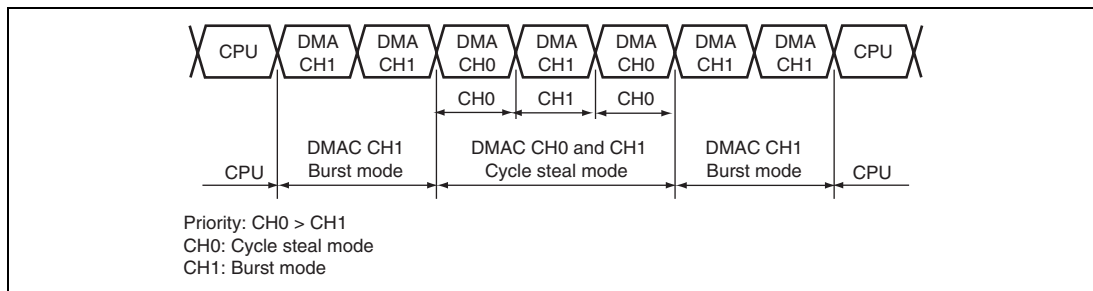 CPU DMA CH1 DMA CH1 DMA CH0 DMA CH1 DMA CH0 DMA CH1 DMA CH1 CPU
CH0 CH1 CH0
DMAC CH1 DMAC CH0 and CH1 DMAC CH1
CPU Burst mode Cycle steal mode Burst mode CPU
Priority: CH0 > CH1
CH0: Cycle steal mode
CH1: Burst mode